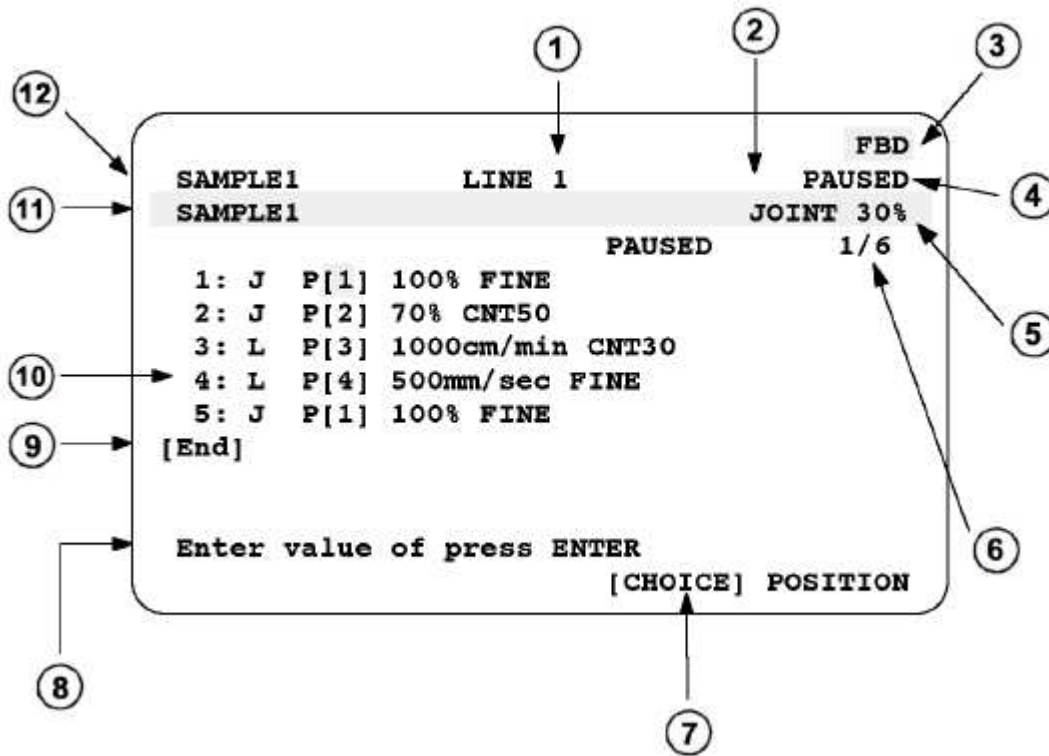 1
2
3
12
FBD
SAMPLE1 LINE 1 PAUSED
4
11
SAMPLE1 JOINT 30%
PAUSED 1/6
1: J P[1] 100% FINE
2: J P[2] 70% CNT50
5
3: L P[3] 1000cm/min CNT30
10
4: L P[4] 500mm/sec FINE
5: J P[1] 100% FINE
9
[End]
8
Enter value of press ENTER
6
[CHOICE] POSITION
7